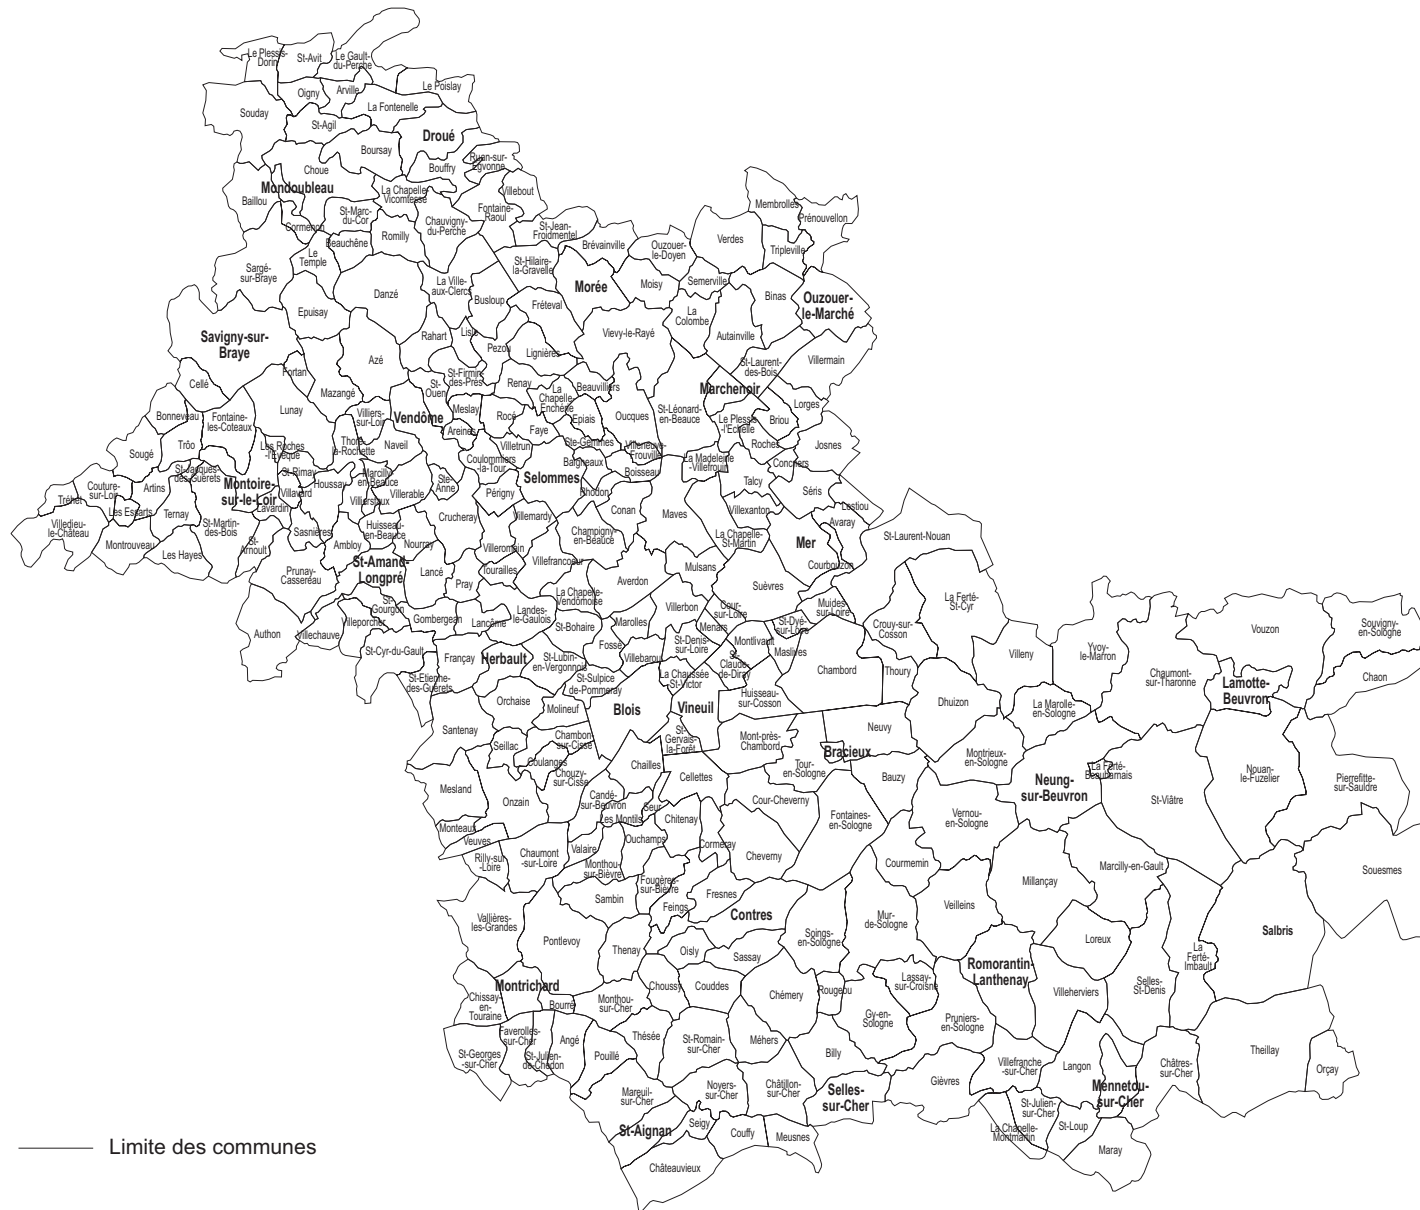 Le Plessis-
Dorin
St-Avit
Le Gault-
du-Perche
Oigny
Arville
Le Poislay
Souday
La Fontenelle
St-Agil
Droué
Boursay
Bouffry
Ruan-sur-
Egvonne
Choue
Mondoubleau
Baillou
La Chapelle
Vicomtesse
Villebout
St-Marc-
du-Cor
Fontaine-
Raoul
Chauvigny-
du-Perche
Cormenon
Beauchêne
Romilly
St-Jean-
Froidmentel
Membrolles
Prénouvellon
Le
Temple
Brévainville
Ouzouer-
le-Doyen
Verdes
Tripleville
Sargé-
sur-Braye
St-Hilaire-
la-Gravelle
Danzé
La Ville-
aux-Clercs
Busloup
Morée
Moisy
Semerville
Binas
Ouzouer-
le-Marché
Epuisay
Fréteval
La
Colombe
Savigny-sur-
Braye
Rahart
Lisle
Vievy-le-Rayé
Autainville
Pezou
Lignières
Azé
Fortan
St-Laurent-
des-Bois
Villermain
Cellé
Mazangé
St-Firmin-
des-Prés
St-
Ouen
Renay
La
Chapelle
Enchérie
Beauvilliers
Marchenoir
Bonneveau
Fontaine-
les-Coteaux
Lunay
Villiers-
sur-Loir
Vendôme
Meslay
Areines
Rocé
Faye
Epiais
Oucques
St-Léonard-
en-Beauce
Le Plessis
-l'Echelle
Briou
Lorges
Trôo
Sougé
Les Roches
-l'Evêque
Thoré-
la-Rochette
Naveil
Villetrun
Ste-Gemmes
Villeneuve-
Frouville
Roches
Josnes
Coulommiers
-la-Tour
Baigneaux
Boisseau
La Madeleine
-Villefrouin
Concriers
St-Jacques-
des-Guérets
St-Rimay
Marcilly-
en-Beauce
Ste-
Anne
Selommes
Rhodon
Talcy
Séris
Tréhet
Couture-
sur-Loir
Artins
Montoire-
sur-le-Loir
Villavard
Houssay
Villerable
Périgny
Villiersfaux
Lavardin
Les Essarts
Ternay
Villedieu-
le-Château
St-Martin-
des-Bois
Sasnières
Huisseau-
en-Beauce
Crucheray
Villemardy
Conan
Maves
Villexanton
Lestiou
Avaray
Champigny-
en-Beauce
La Chapelle-
St-Martin
Mer
St-Laurent-Nouan
Montrouveau
Les Hayes
St-
Arnoult
Ambloy
Nourray
Villeromain
Villefrancoeur
Courbouzon
Prunay-
Cassereau
St-Amand-
Longpré
Lancé
Pray
Tourailles
Averdon
Mulsans
Suèvres
La Chapelle-
Vendômoise
Villerbon
Cour-
sur-Loire
Muides-
sur-Loire
La Ferté-
St-Cyr
St-
Gourgon
Villeporcher
Gombergean
Lancôme
Landes-
le-Gaulois
St-Bohaire
Marolles
Menars
St-Dyé-
sur-Loire
Crouy-sur-
Cosson
Authon
Villechauve
St-Cyr-du-Gault
Françay
Herbault
St-Lubin-
en-Vergonnois
Fossé
Villebarou
St-Denis-
sur-Loire
Montlivault
Maslives
Villeny
Yvoy-
le-Marron
Vouzon
Souvigny-
en-Sologne
St-Etienne-
des-Guérets
St-Sulpice
de-Pommeray
La Chaussée
St-Victor
St-
Claude-
de-Diray
Chambord
Thoury
Chaumont-
sur-Tharonne
Chaon
Lamotte-
Beuvron
Orchaise
Molineuf
Blois
Vineuil
Huisseau-
sur-Cosson
Dhuizon
La Marolle-
en-Sologne
Santenay
Seillac
Chambon-
sur-Cisse
St-
Gervais-
la-Forêt
Mont-près-
Chambord
Neuvy
Bracieux
Montrieux-
en-Sologne
Coulanges
Chouzy-
sur-Cisse
Chailles
Cellettes
Tour-
en-Sologne
Bauzy
Neung-
sur-Beuvron
La Ferté-
Beauharnais
Nouan-
le-Fuzelier
Pierrefitte-
sur-Sauldre
Mesland
Onzain
Candé-
sur-Beuvron
Seur
Les Montils
Chitenay
Cour-Cheverny
Fontaines-
en-Sologne
Vernou-
en-Sologne
St-Viâtre
Monteaux
Veuves
Valaire
Ouchamps
Cormeray
Cheverny
Rilly-sur
-Loire
Chaumont
-sur-Loire
Monthou-
sur-Bièvre
Courmemin
Marcilly-en-Gault
Souesmes
Sambin
Fougères-
sur-Bièvre
Fresnes
Feings
Millançay
Vallières-
les-Grandes
Contres
Mur-
de-Sologne
Veilleins
Pontlevoy
Thenay
Oisly
Sassay
Soings-
en-Sologne
Loreux
La
Ferté-
Imbault
Salbris
Montrichard
Choussy
Couddes
Chémery
Rougeou
Lassay-
sur-Croisne
Romorantin-
Lanthenay
Villeherviers
Selles-
St-Denis
Chissay-
en-
Touraine
Bourré
Monthou-
sur-Cher
Gy-en-
Sologne
Pruniers-
en-Sologne
Faverolles-
sur-Cher
Angé
Thésée
St-Romain-
sur-Cher
Méhers
Billy
Theillay
St-Georges
-sur-Cher
St-Julien-
de-Chédon
Pouillé
Villefranche
-sur-Cher
Langon
Châtres-
sur-Cher
Orçay
Mareuil-
sur-Cher
Noyers-
sur-Cher
Châtillon-
sur-Cher
Selles-
sur-Cher
Gièvres
Mennetou-
sur-Cher
St-Julien-
sur-Cher
St-Aignan
Seigy
Couffy
Meusnes
La Chapelle-
Montmartin
St-Loup
Maray
Châteauvieux
Limite des communes